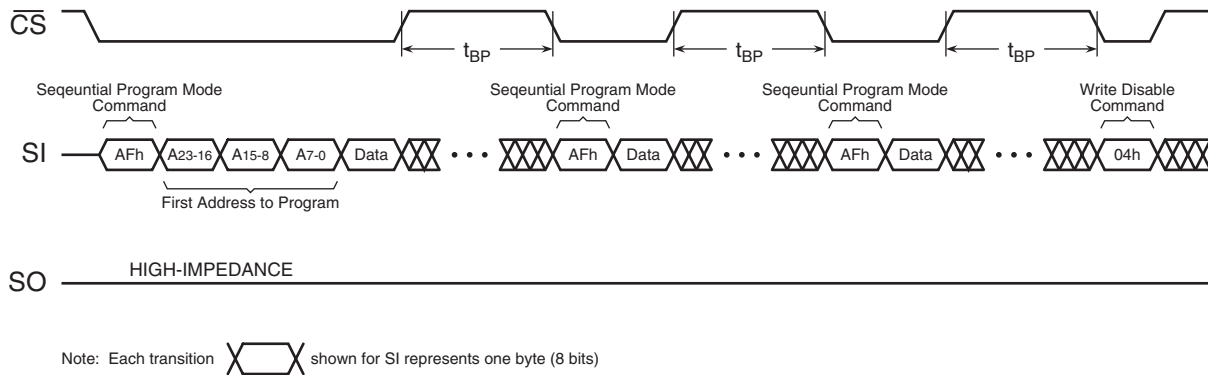 CS
tBP tBP tBP
Seqeuntial Program Mode Command Seqeuntial Program Mode Command Seqeuntial Program Mode Command Write Disable Command
SI AFh A23-16 A15-8 A7-0 Data • • • AFh Data • • • AFh Data • • • 04h
First Address to Program
HIGH-IMPEDANCE
SO
Note: Each transition shown for SI represents one byte (8 bits)